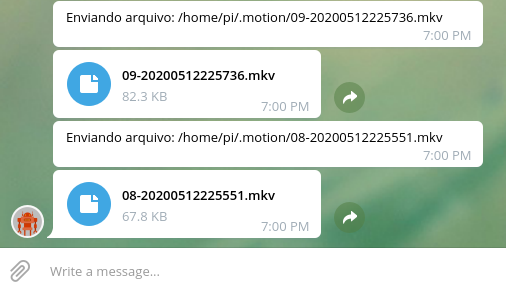 Enviando arquivo: /home/pi/.motion/09-20200512225736.mkv
7:00 PM
09-20200512225736.mkv
82.3 KB
7:00 PM
Enviando arquivo: /home/pi/.motion/08-20200512225551.mkv
7:00 PM
08-20200512225551.mkv
67.8 KB
7:00 PM
Write a message...